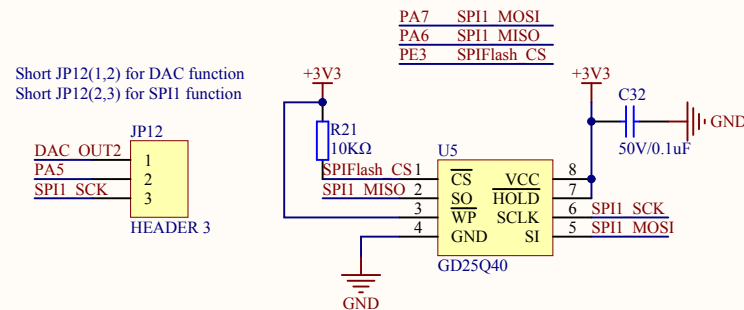 PA7 SPI1_MOSI
PA6 SPI1_MISO
PE3 SPIFlash_CS
Short JP12(1,2) for DAC function
Short JP12(2,3) for SPI1 function
JP12
DAC_OUT2 1
PA5 2
SPI1_SCK 3
HEADER 3
+3V3
R21
10KΩ
+3V3
C32
50V/0.1uF
GND
U5
SPIFlash_CS 1 CS VCC 8
SPI1_MISO 2 SO HOLD 7
3 WP SCLK 6 SPI1_SCK
4 GND SI 5 SPI1_MOSI
GD25Q40
GND